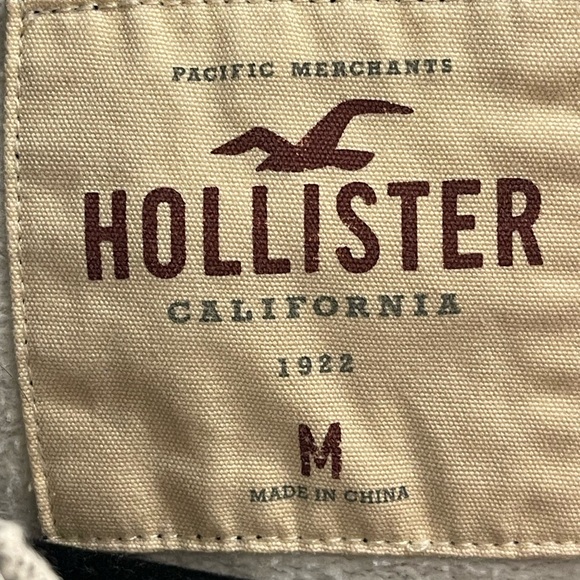 PACIFIC MERCHANTS
HOLLISTER
CALIFORNIA
1922
M
MADE IN CHINA